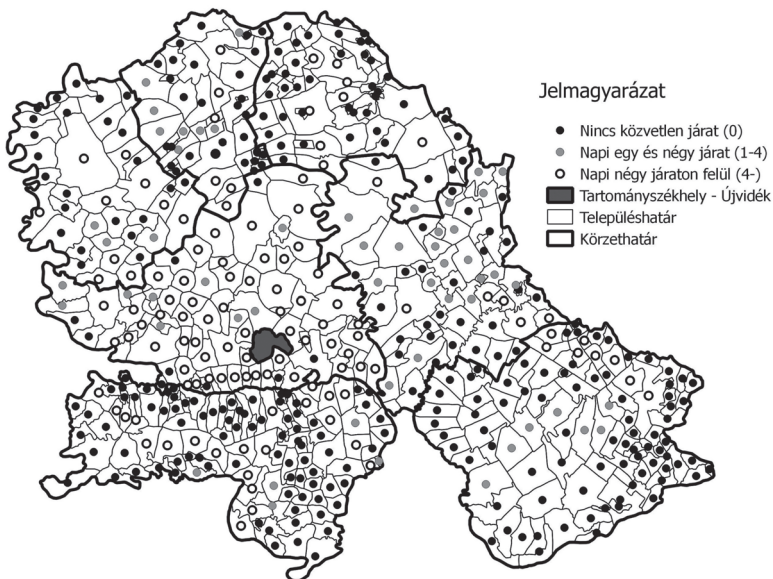 Jelmagyarázat
Nincs közvetlen járat (0)
Napi egy és négy járat (1-4)
Napi négy járaton felül (4-)
Tartományszékhely - Újvidék
Településhatár
Körzethatár